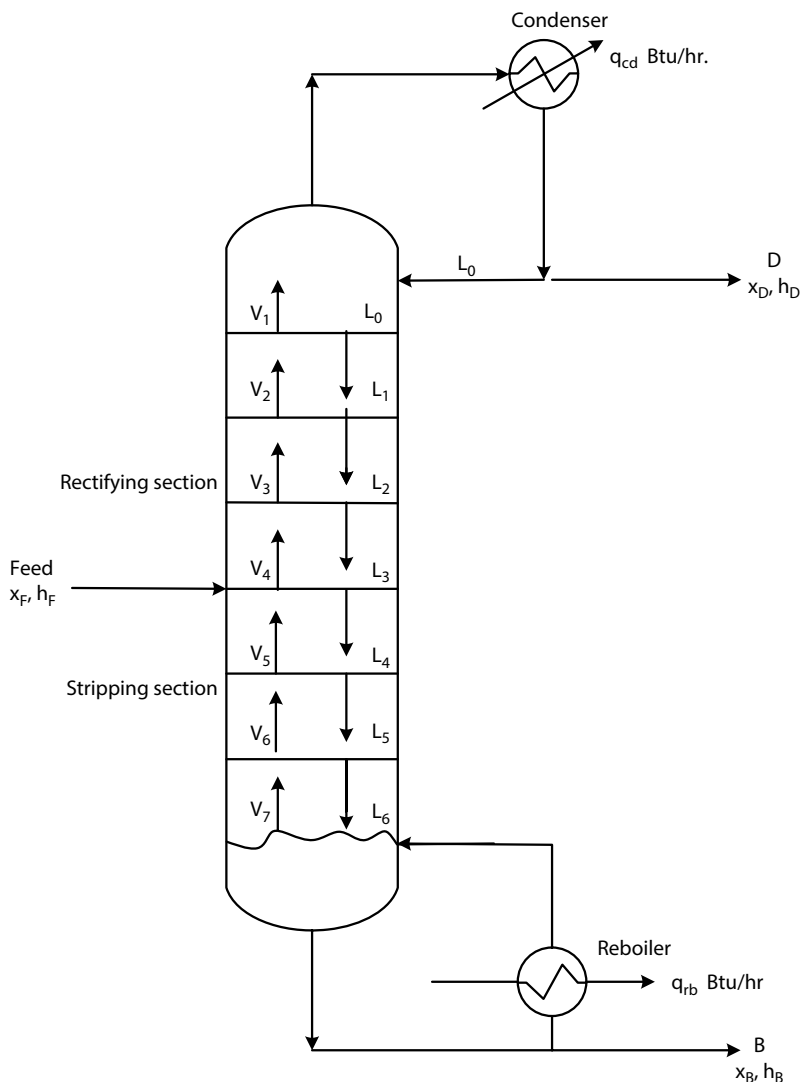 Condenser
q_cd Btu/hr.
L_0
D
x_D, h_D
V_1
L_0
V_2
L_1
Rectifying section
V_3
L_2
Feed
x_F, h_F
V_4
L_3
V_5
L_4
Stripping section
V_6
L_5
V_7
L_6
Reboiler
q_rb Btu/hr
B
x_B, h_B